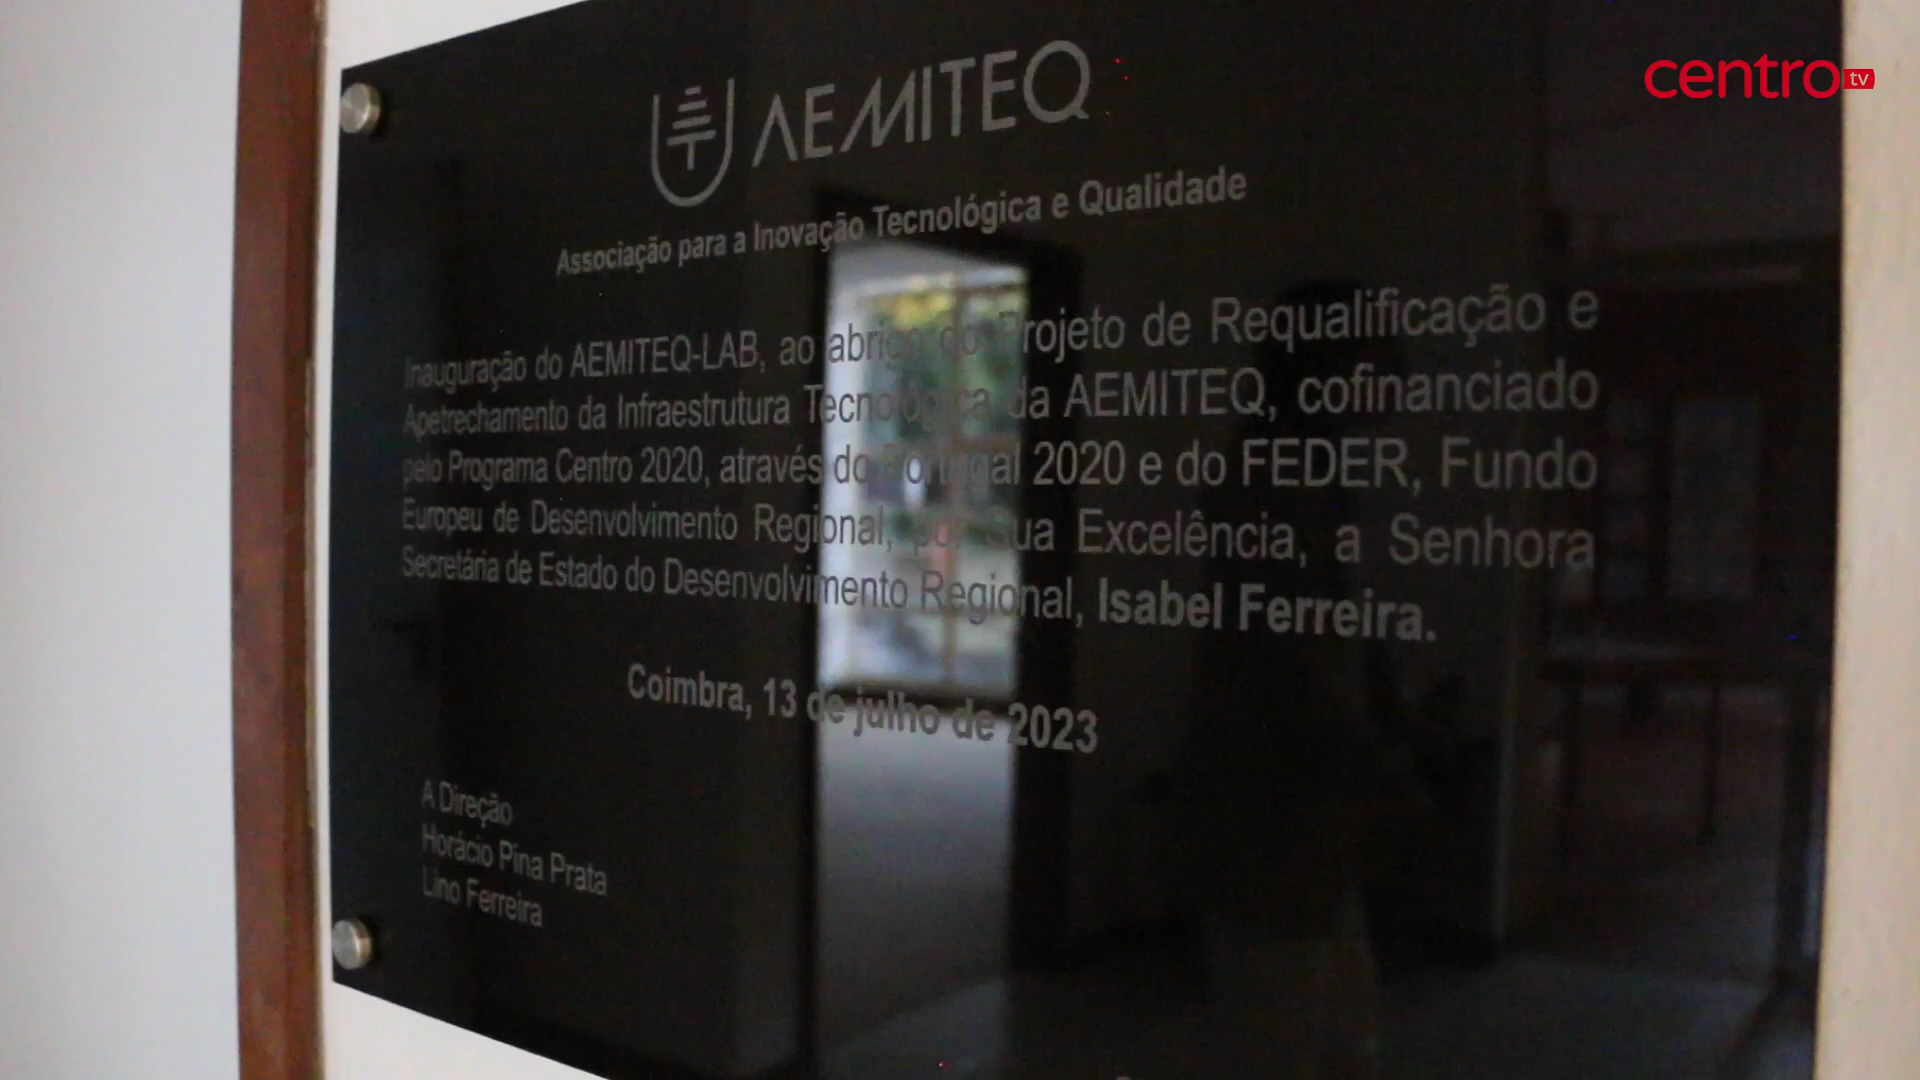 centro tv
AEMITEQ
Associação para a Inovação Tecnológica e Qualidade
Inauguração do AEMITEQ-LAB, ao abrigo do Projeto de Requalificação e
Apetrechamento da Infraestrutura Tecnológica da AEMITEQ, cofinanciado
pelo Programa Centro 2020, através do Portugal 2020 e do FEDER, Fundo
Europeu de Desenvolvimento Regional, por Sua Excelência, a Senhora
Secretária de Estado do Desenvolvimento Regional, Isabel Ferreira.
Coimbra, 13 de julho de 2023
A Direção
Horácio Pina Prata
Lino Ferreira